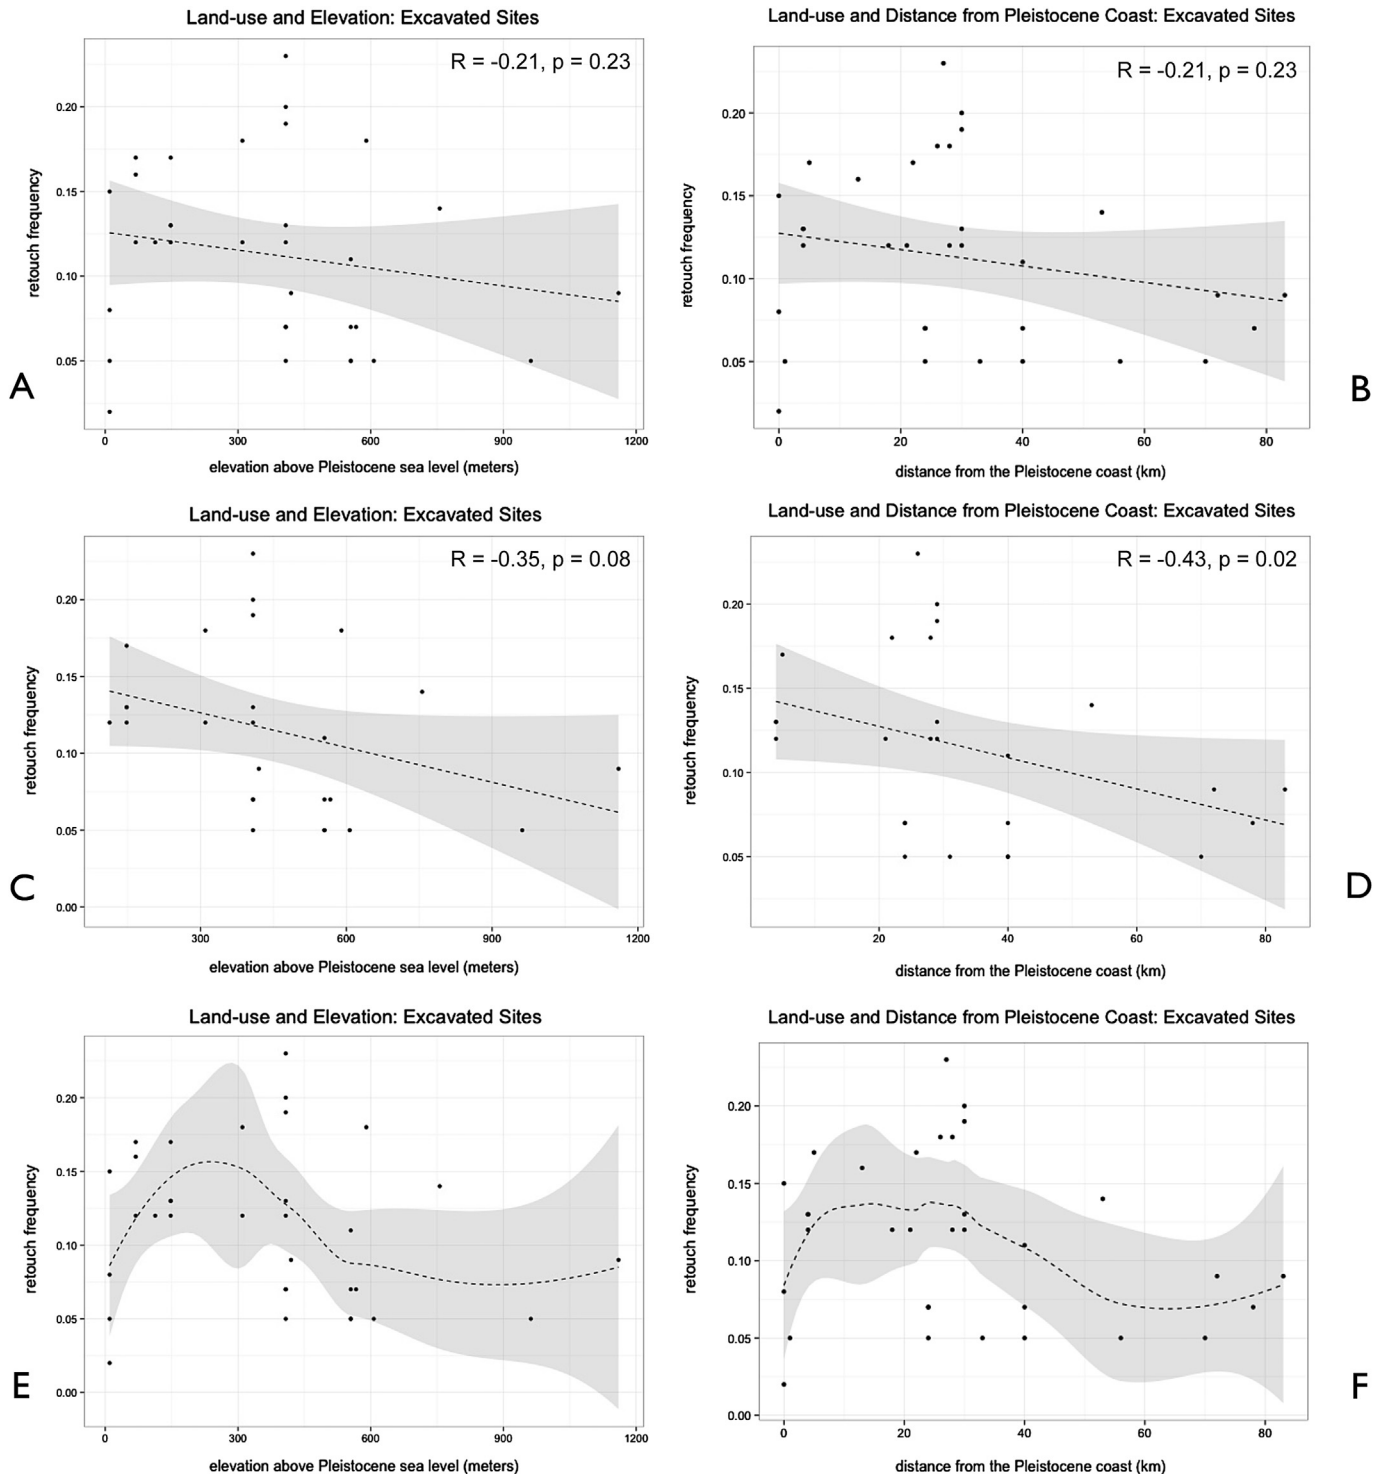 Land-use and Elevation: Excavated Sites
R = -0.21, p = 0.23
retouch frequency
0.20
0.15
0.10
0.05
0
300
600
900
1200
elevation above Pleistocene sea level (meters)
A
Land-use and Distance from Pleistocene Coast: Excavated Sites
R = -0.21, p = 0.23
retouch frequency
0.20
0.15
0.10
0.05
0
20
40
60
80
distance from the Pleistocene coast (km)
B
Land-use and Elevation: Excavated Sites
R = -0.35, p = 0.08
retouch frequency
0.20
0.15
0.10
0.05
0.00
300
600
900
1200
elevation above Pleistocene sea level (meters)
C
Land-use and Distance from Pleistocene Coast: Excavated Sites
R = -0.43, p = 0.02
retouch frequency
0.20
0.15
0.10
0.05
20
40
60
80
distance from the Pleistocene coast (km)
D
Land-use and Elevation: Excavated Sites
retouch frequency
0.20
0.15
0.10
0.05
0.00
0
300
600
900
1200
elevation above Pleistocene sea level (meters)
E
Land-use and Distance from Pleistocene Coast: Excavated Sites
retouch frequency
0.20
0.15
0.10
0.05
0.00
0
20
40
60
80
distance from the Pleistocene coast (km)
F